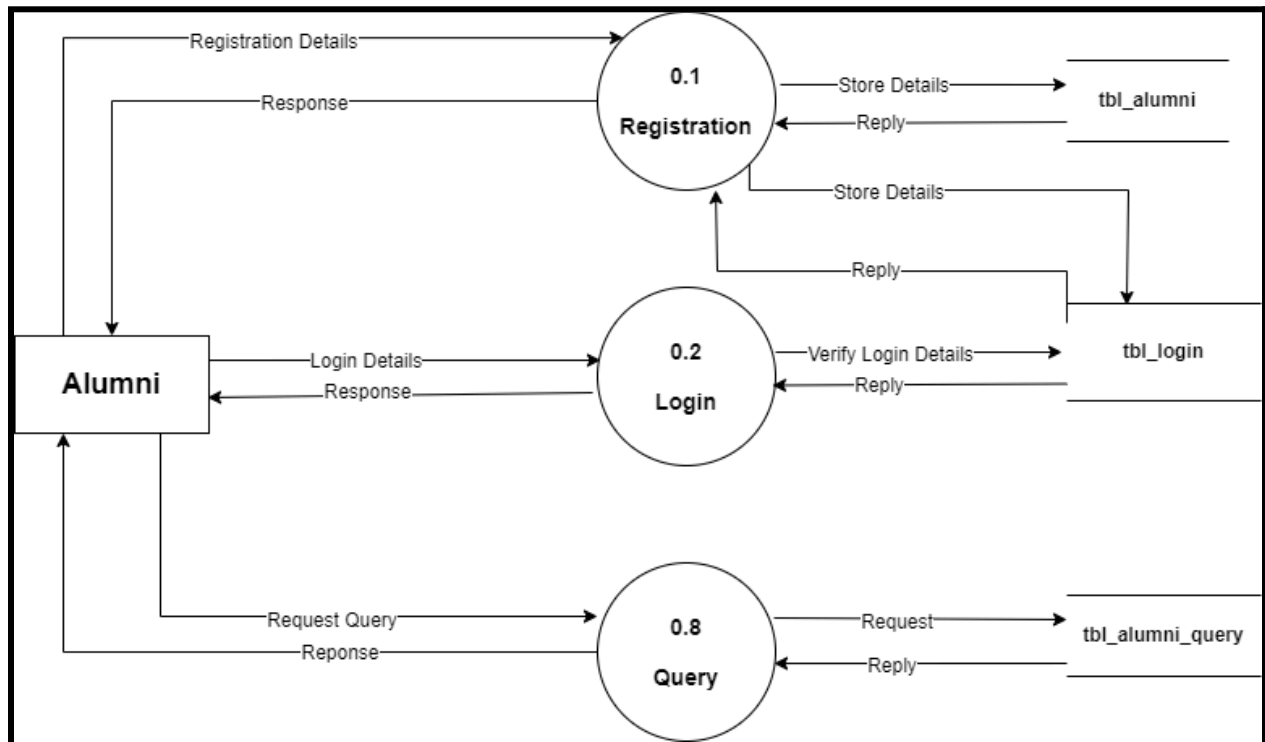 Registration Details
0.1
Registration
Response
Store Details
tbl_alumni
Reply
Store Details
Reply
Alumni
Login Details
Response
0.2
Login
Verify Login Details
tbl_login
Reply
Request Query
Reponse
0.8
Query
Request
tbl_alumni_query
Reply